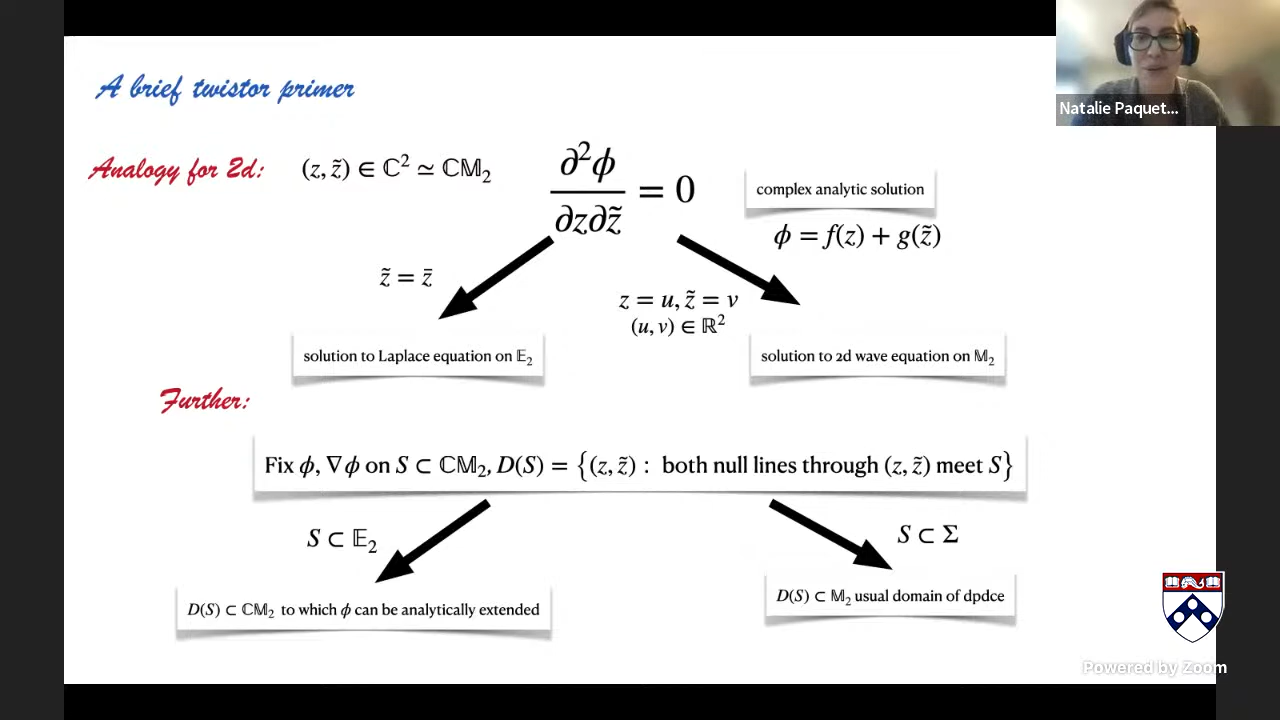 A brief twistor primer
Natalie Paquet...
Analogy for 2d: (z, z̃) ∈ ℂ² ≃ ℂ𝕄₂
∂²ϕ / ∂z∂z̃ = 0
complex analytic solution
ϕ = f(z) + g(z̃)
z̃ = z̄
z = u, z̃ = v
(u, v) ∈ ℝ²
solution to Laplace equation on 𝔼₂
solution to 2d wave equation on 𝕄₂
Further:
Fix ϕ, ∇ϕ on S ⊂ ℂ𝕄₂, D(S) = {(z, z̃) : both null lines through (z, z̃) meet S}
S ⊂ 𝔼₂
S ⊂ Σ
D(S) ⊂ ℂ𝕄₂ to which ϕ can be analytically extended
D(S) ⊂ 𝕄₂ usual domain of dpdce
Powered by Zoom